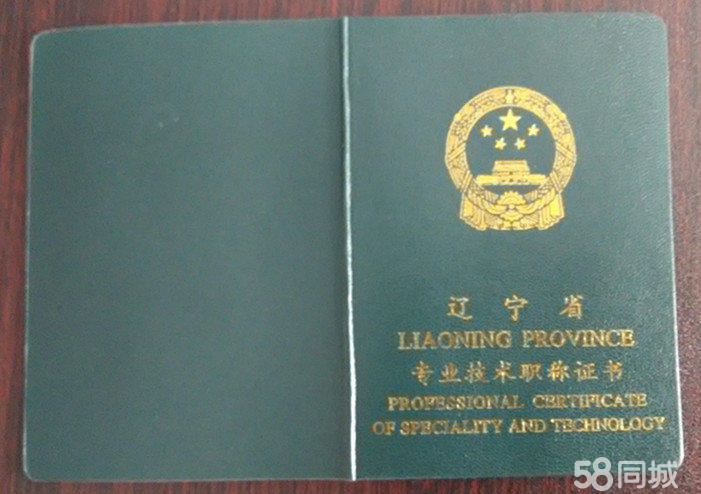 辽宁省
LIAONING PROVINCE
专业技术职称证书
PROFESSIONAL CERTIFICATE
OF SPECIALITY AND TECHNOLOGY
58同城